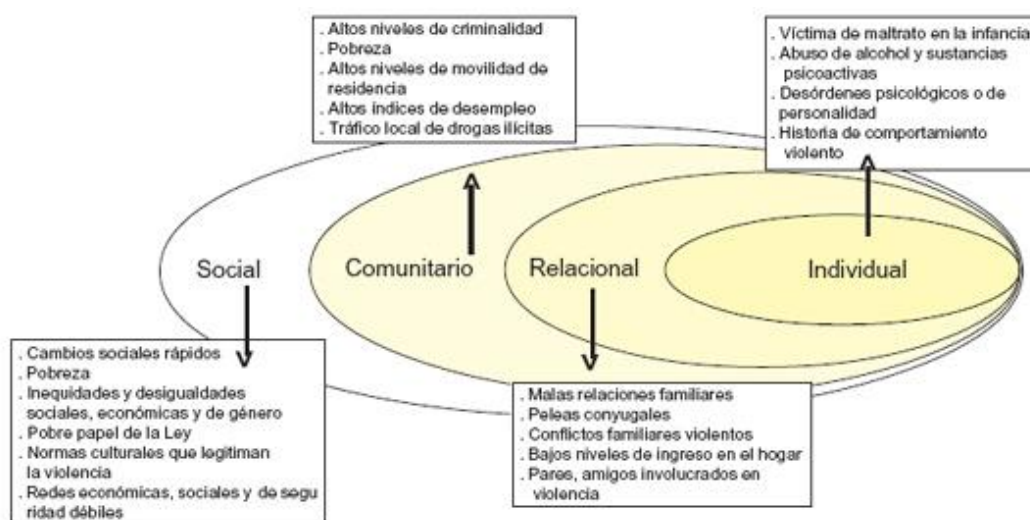 . Altos niveles de criminalidad
. Pobreza
. Altos niveles de movilidad de
residencia
. Altos índices de desempleo
. Tráfico local de drogas ilícitas
. Víctima de maltrato en la infancia
. Abuso de alcohol y sustancias
psicoactivas
. Desórdenes psicológicos o de
personalidad
. Historia de comportamiento
violento
Social
Comunitario
Relacional
Individual
. Cambios sociales rápidos
. Pobreza
. Inequidades y desigualdades
sociales, económicas y de género
. Pobre papel de la Ley
. Normas culturales que legitiman
la violencia
. Redes económicas, sociales y de segu
ridad débiles
. Malas relaciones familiares
. Peleas conyugales
. Conflictos familiares violentos
. Bajos niveles de ingreso en el hogar
. Pares, amigos involucrados en
violencia